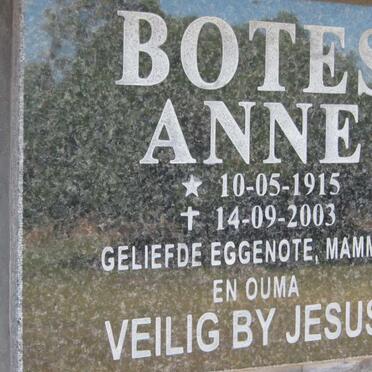 BOTES
ANNE
★ 10-05-1915
✝ 14-09-2003
GELIEFDE EGGENOTE, MAMM
EN OUMA
VEILIG BY JESUS